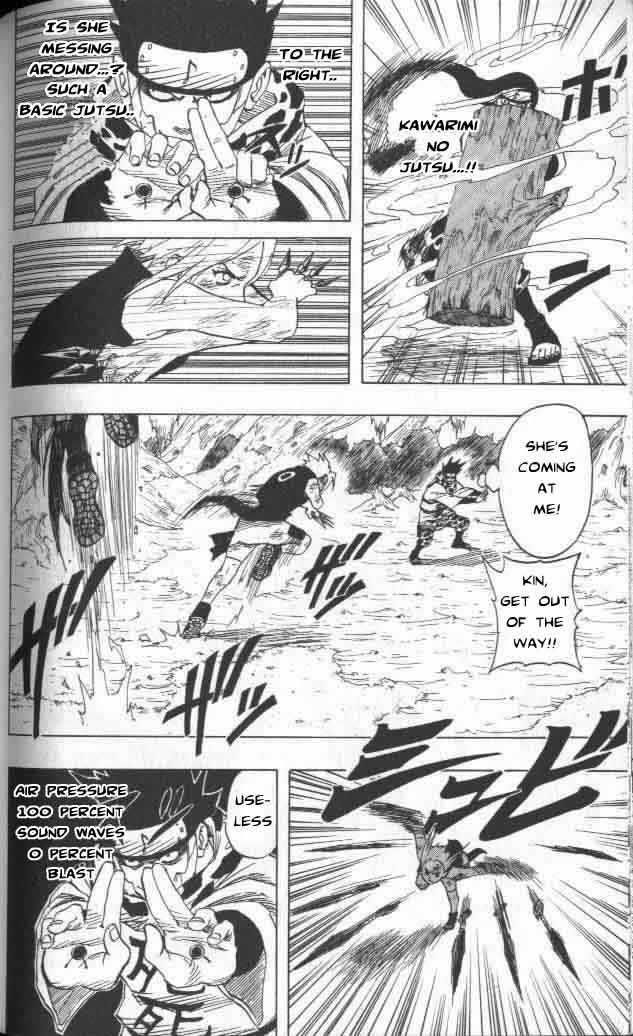 ボ
KAWARIMI
NO
JUTSU...!!
ン
TO THE
RIGHT..
IS SHE
MESSING
AROUND...?
SUCH A
BASIC JUTSU..
SHE'S
COMING
AT
ME!
KIN,
GET OUT
OF THE
WAY!!
ザッ
ザッ
ザッ
シュビ
USE-
LESS
AIR PRESSURE
100 PERCENT
SOUND WAVES
0 PERCENT
BLAST